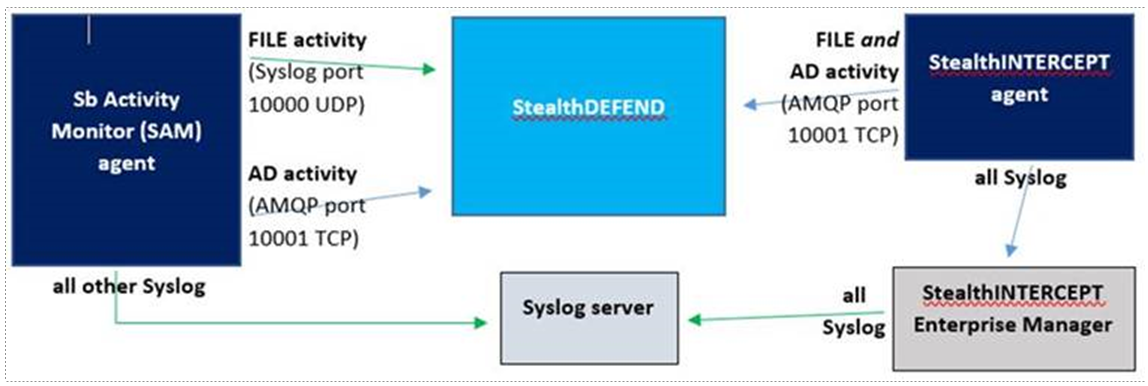 Sb Activity
Monitor (SAM)
agent
FILE activity
(Syslog port
10000 UDP)
AD activity
(AMQP port
10001 TCP)
all other Syslog
StealthDEFEND
FILE and
AD activity
(AMQP port
10001 TCP)
StealthINTERCEPT
agent
all Syslog
Syslog server
all
Syslog
StealthINTERCEPT
Enterprise Manager